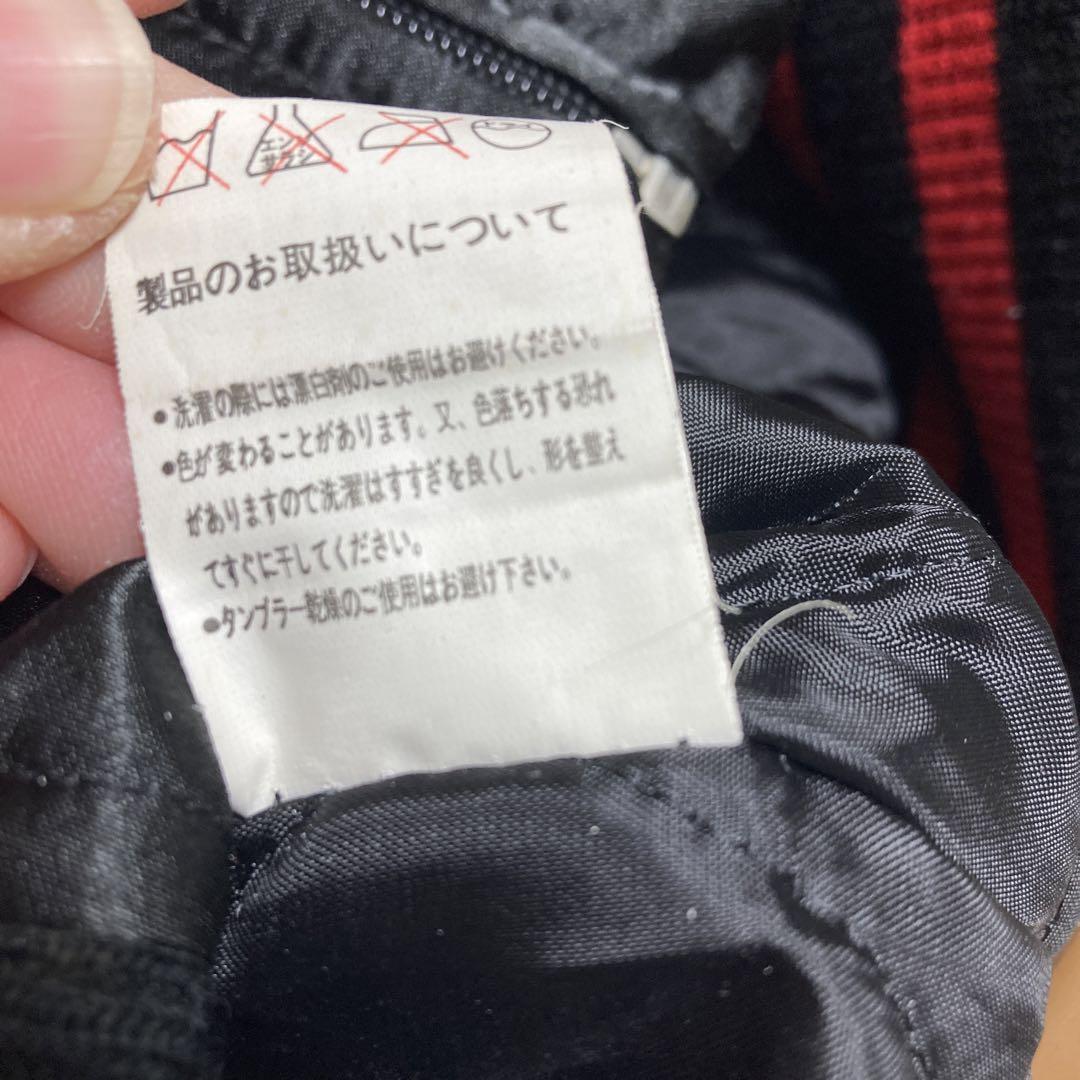 エンソ
サラシ
製品のお取扱いについて
●洗濯の際には漂白剤のご使用はお避けください。
●色が変わることがあります。又、色落ちする恐れ
がありますので洗濯はすすぎを良くし、形を整え
てすぐに干してください。
●タンブラー乾燥のご使用はお避け下さい。